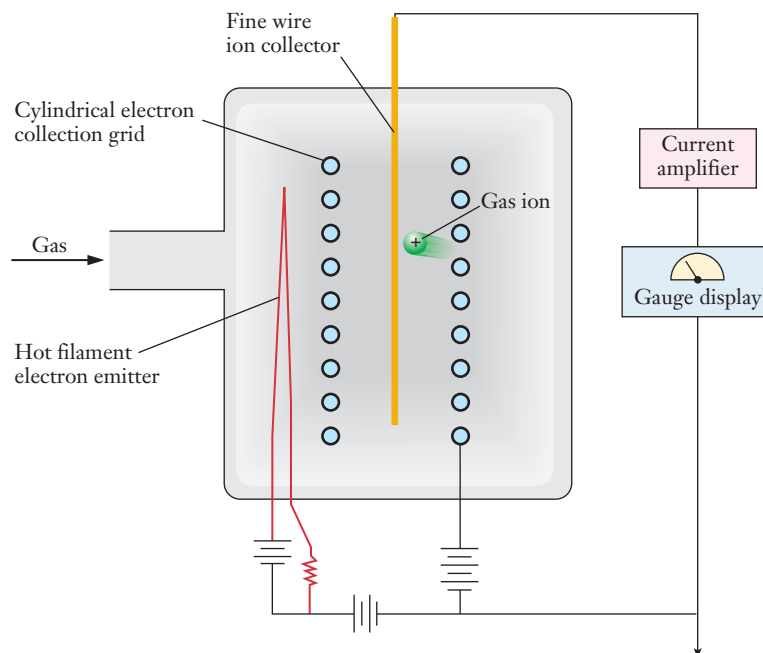 Fine wire
ion collector
Cylindrical electron
collection grid
Current
amplifier
Gas ion
+
Gas
Gauge display
Hot filament
electron emitter